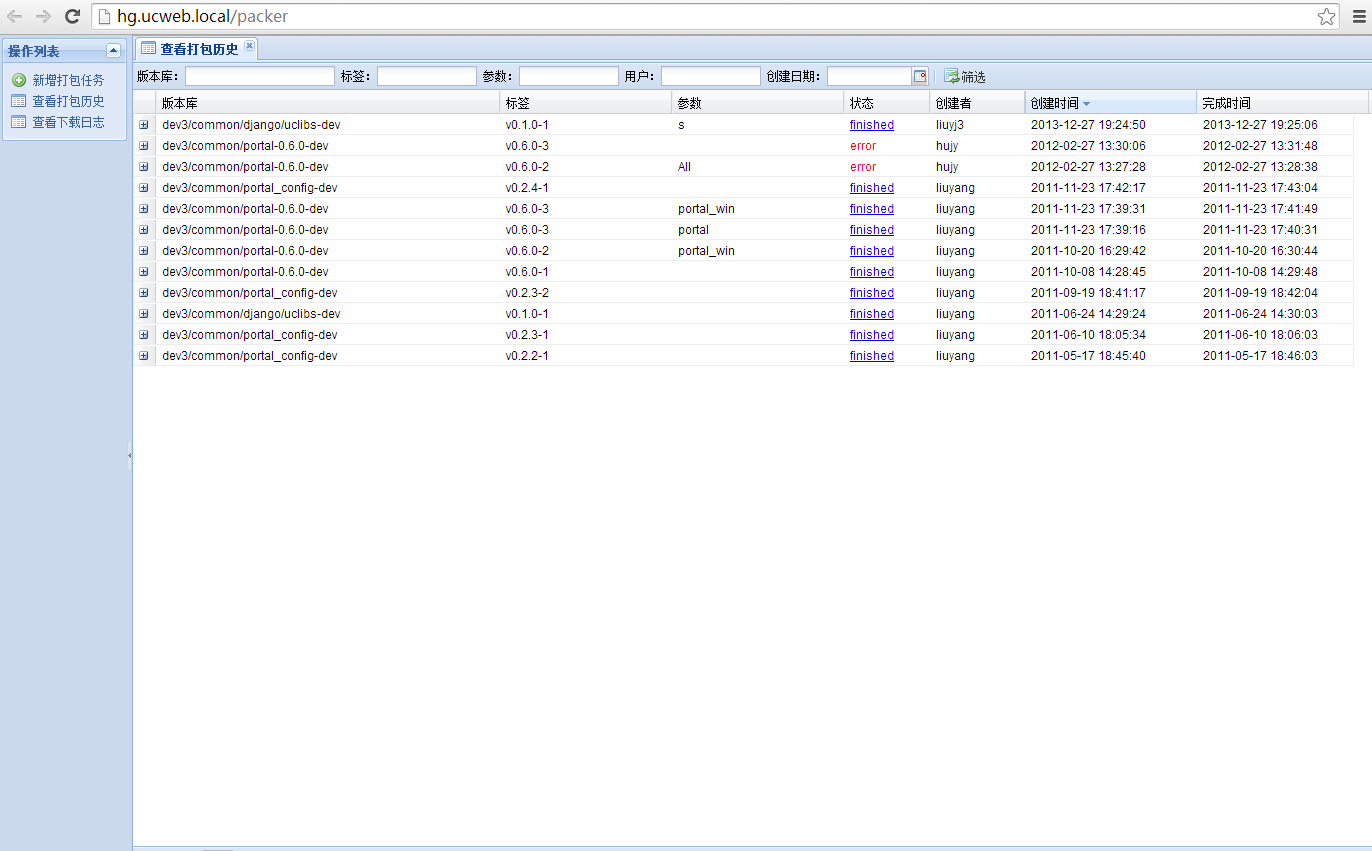 hg.ucweb.local/packer
操作列表
新增打包任务
查看打包历史
查看下载日志
查看打包历史
版本库: 标签: 参数: 用户: 创建日期: 筛选
版本库 标签 参数 状态 创建者 创建时间 完成时间
dev3/common/django/uclibs-dev v0.1.0-1 s finished liuyj3 2013-12-27 19:24:50 2013-12-27 19:25:06
dev3/common/portal-0.6.0-dev v0.6.0-3 error hujy 2012-02-27 13:30:06 2012-02-27 13:31:48
dev3/common/portal-0.6.0-dev v0.6.0-2 All error hujy 2012-02-27 13:27:28 2012-02-27 13:28:38
dev3/common/portal_config-dev v0.2.4-1 finished liuyang 2011-11-23 17:42:17 2011-11-23 17:43:04
dev3/common/portal-0.6.0-dev v0.6.0-3 portal_win finished liuyang 2011-11-23 17:39:31 2011-11-23 17:41:49
dev3/common/portal-0.6.0-dev v0.6.0-3 portal finished liuyang 2011-11-23 17:39:16 2011-11-23 17:40:31
dev3/common/portal-0.6.0-dev v0.6.0-2 portal_win finished liuyang 2011-10-20 16:29:42 2011-10-20 16:30:44
dev3/common/portal-0.6.0-dev v0.6.0-1 finished liuyang 2011-10-08 14:28:45 2011-10-08 14:29:48
dev3/common/portal_config-dev v0.2.3-2 finished liuyang 2011-09-19 18:41:17 2011-09-19 18:42:04
dev3/common/django/uclibs-dev v0.1.0-1 finished liuyang 2011-06-24 14:29:24 2011-06-24 14:30:03
dev3/common/portal_config-dev v0.2.3-1 finished liuyang 2011-06-10 18:05:34 2011-06-10 18:06:03
dev3/common/portal_config-dev v0.2.2-1 finished liuyang 2011-05-17 18:45:40 2011-05-17 18:46:03